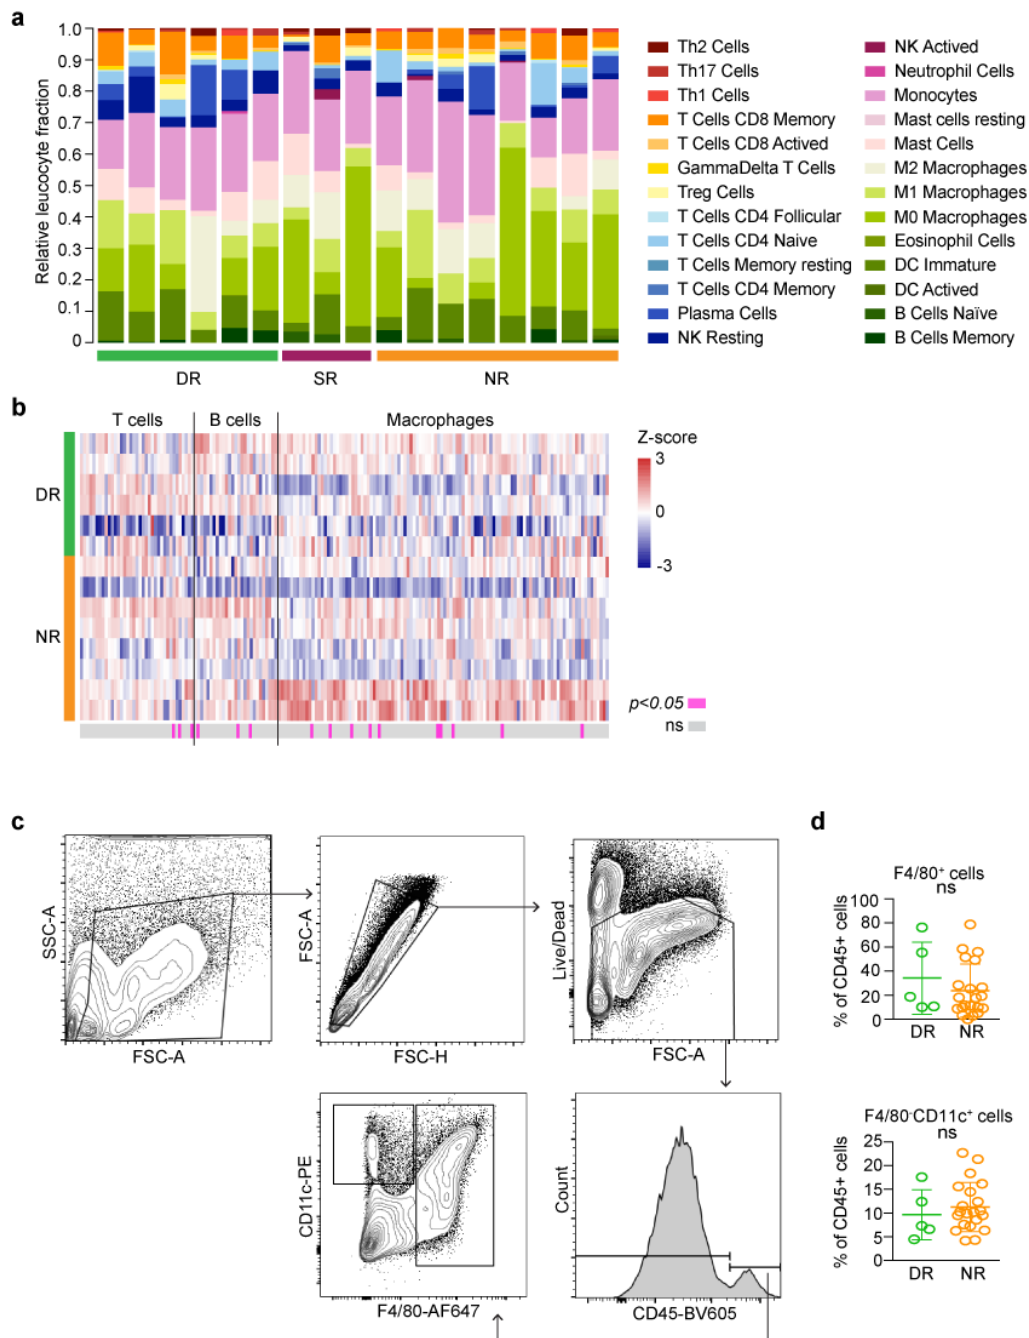 a
Relative leucocyte fraction
1.0
0.9
0.8
0.7
0.6
0.5
0.4
0.3
0.2
0.1
0
DR
SR
NR
Th2 Cells
Th17 Cells
Th1 Cells
T Cells CD8 Memory
T Cells CD8 Actived
GammaDelta T Cells
Treg Cells
T Cells CD4 Follicular
T Cells CD4 Naive
T Cells Memory resting
T Cells CD4 Memory
Plasma Cells
NK Resting
NK Actived
Neutrophil Cells
Monocytes
Mast cells resting
Mast Cells
M2 Macrophages
M1 Macrophages
M0 Macrophages
Eosinophil Cells
DC Immature
DC Actived
B Cells Naïve
B Cells Memory
b
T cells
B cells
Macrophages
DR
NR
Z-score
3
0
-3
p<0.05
ns
c
SSC-A
FSC-A
FSC-A
FSC-H
Live/Dead
FSC-A
CD11c-PE
F4/80-AF647
Count
CD45-BV605
d
F4/80⁺ cells
ns
% of CD45+ cells
100
80
60
40
20
0
DR
NR
F4/80⁻CD11c⁺ cells
ns
% of CD45+ cells
25
20
15
10
5
0
DR
NR